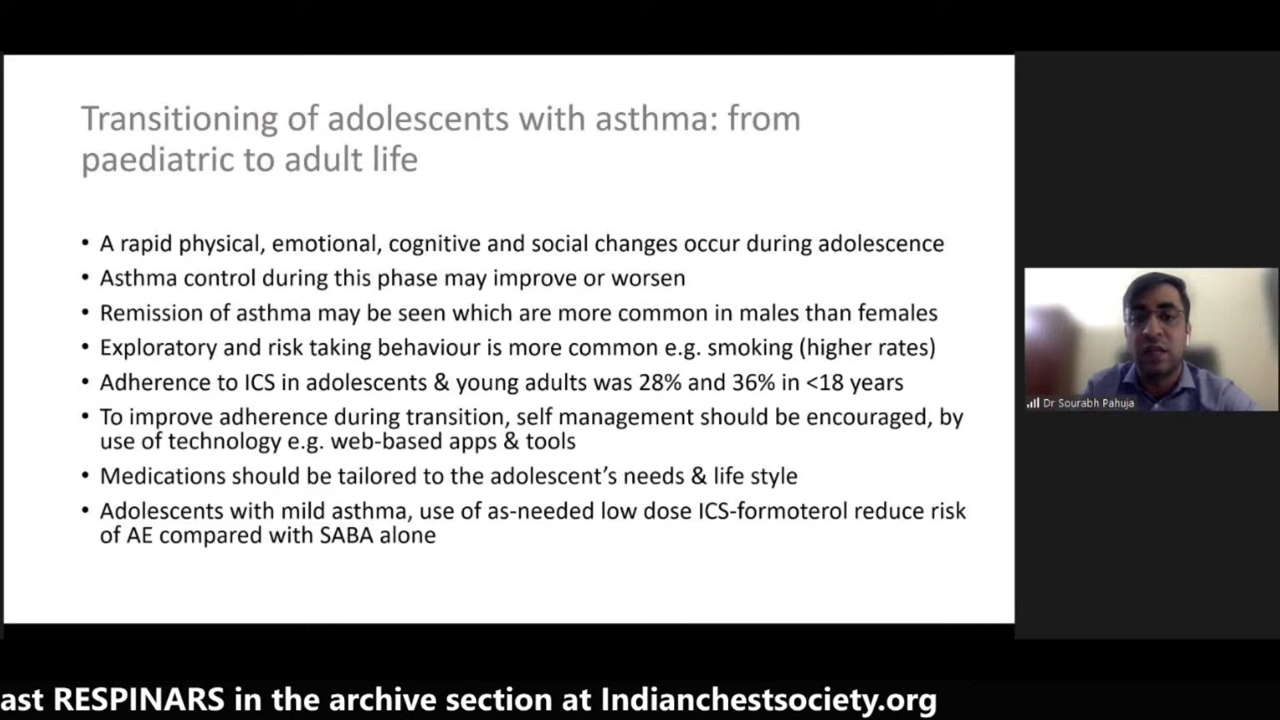 Transitioning of adolescents with asthma: from
paediatric to adult life
• A rapid physical, emotional, cognitive and social changes occur during adolescence
• Asthma control during this phase may improve or worsen
• Remission of asthma may be seen which are more common in males than females
• Exploratory and risk taking behaviour is more common e.g. smoking (higher rates)
• Adherence to ICS in adolescents & young adults was 28% and 36% in <18 years
• To improve adherence during transition, self management should be encouraged, by
use of technology e.g. web-based apps & tools
• Medications should be tailored to the adolescent’s needs & life style
• Adolescents with mild asthma, use of as-needed low dose ICS-formoterol reduce risk
of AE compared with SABA alone
Dr Sourabh Pahuja
ast RESPINARS in the archive section at Indianchestsociety.org